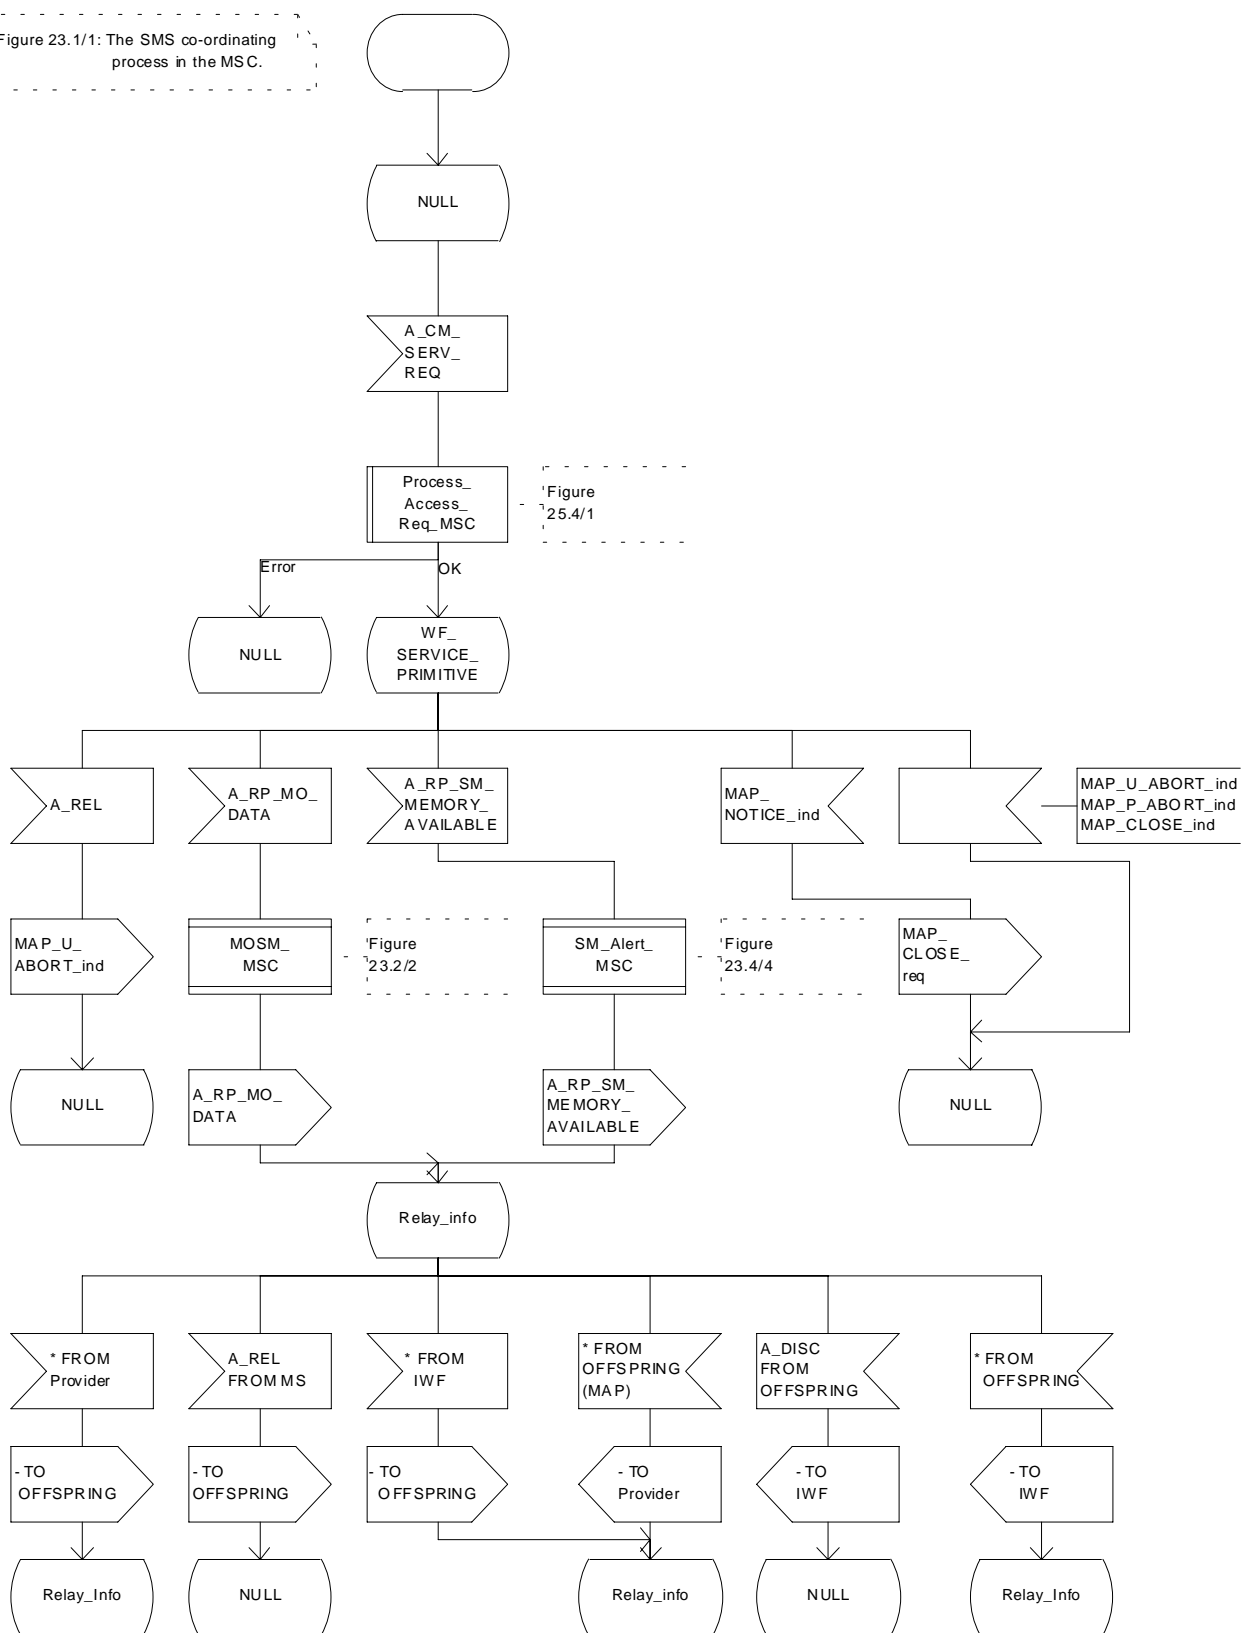 Figure 23.1/1: The SMS co-ordinating
process in the MSC.
NULL
A_CM_
SERV_
REQ
Process_
Access_
Req_MSC
Figure
25.4/1
Error
OK
NULL
WF_
SERVICE_
PRIMITIVE
A_REL
A_RP_MO_
DATA
A_RP_SM_
MEMORY_
AVAILABLE
MAP_
NOTICE_ind
MAP_U_ABORT_ind
MAP_P_ABORT_ind
MAP_CLOSE_ind
MAP_U_
ABORT_ind
MOSM_
MSC
Figure
23.2/2
SM_Alert_
MSC
Figure
23.4/4
MAP_
CLOSE_
req
NULL
A_RP_MO_
DATA
A_RP_SM_
MEMORY_
AVAILABLE
NULL
Relay_info
* FROM
Provider
A_REL
FROM MS
* FROM
IWF
* FROM
OFFSPRING
(MAP)
A_DISC
FROM
OFFSPRING
* FROM
OFFSPRING
- TO
OFFSPRING
- TO
OFFSPRING
- TO
OFFSPRING
- TO
Provider
- TO
IWF
- TO
IWF
Relay_Info
NULL
Relay_info
NULL
Relay_Info